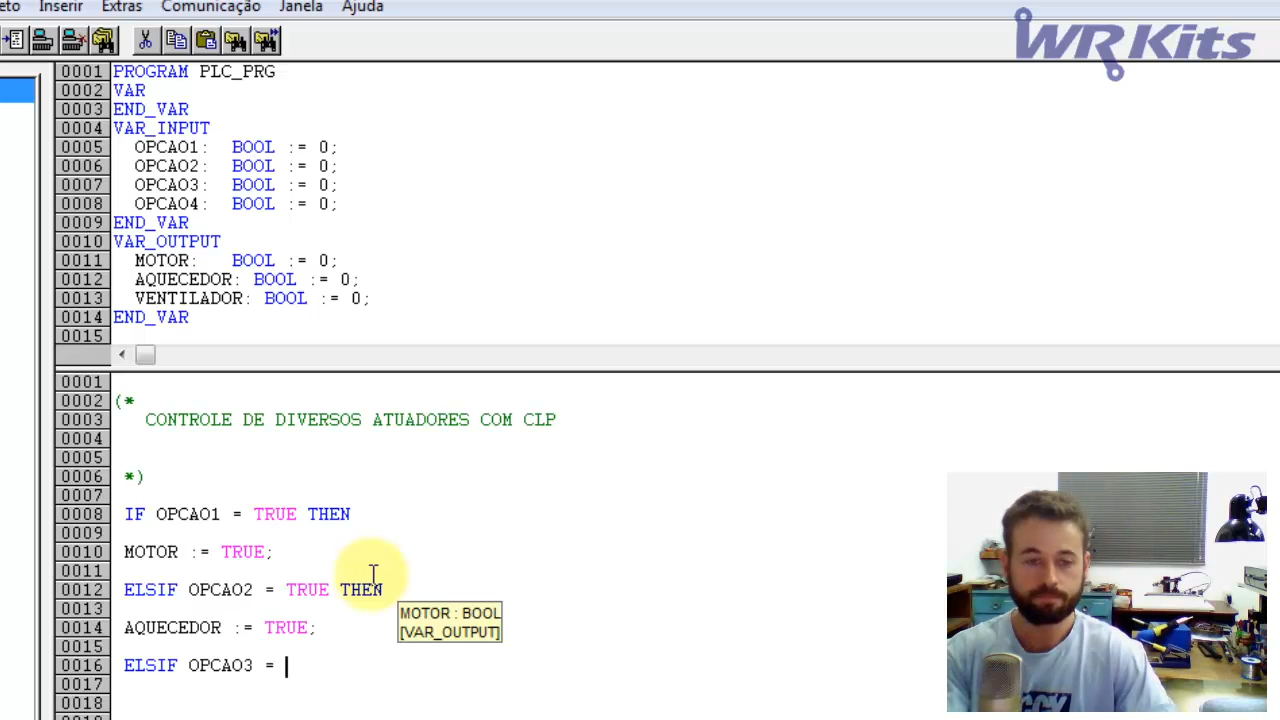 eto Inserir Extras Comunicação Janela Ajuda
WR Kits
0001 PROGRAM PLC_PRG
0002 VAR
0003 END_VAR
0004 VAR_INPUT
0005 OPCAO1: BOOL := 0;
0006 OPCAO2: BOOL := 0;
0007 OPCAO3: BOOL := 0;
0008 OPCAO4: BOOL := 0;
0009 END_VAR
0010 VAR_OUTPUT
0011 MOTOR: BOOL := 0;
0012 AQUECEDOR: BOOL := 0;
0013 VENTILADOR: BOOL := 0;
0014 END_VAR
0015
0001
0002 (*
0003 CONTROLE DE DIVERSOS ATUADORES COM CLP
0004
0005
0006 *)
0007
0008 IF OPCAO1 = TRUE THEN
0009
0010 MOTOR := TRUE;
0011
0012 ELSIF OPCAO2 = TRUE THEN
0013
MOTOR : BOOL
[VAR_OUTPUT]
0014 AQUECEDOR := TRUE;
0015
0016 ELSIF OPCAO3 =
0017
0018